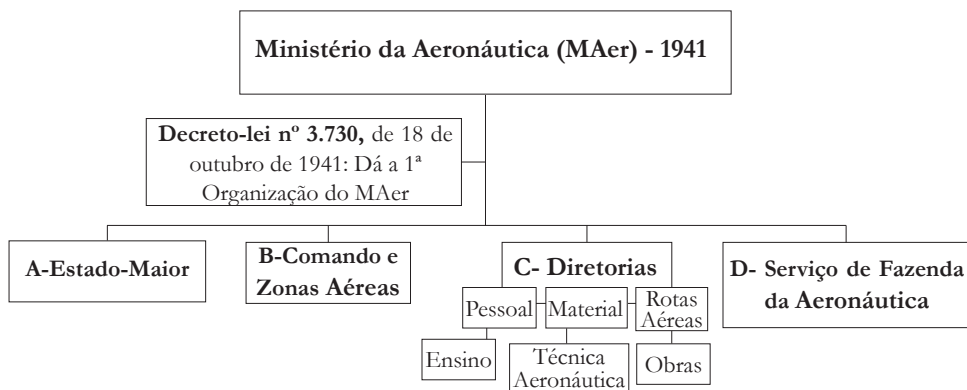 Ministério da Aeronáutica (MAer) - 1941
Decreto-lei nº 3.730, de 18 de
outubro de 1941: Dá a 1ª
Organização do MAer
A-Estado-Maior
B-Comando e
Zonas Aéreas
C- Diretorias
Pessoal
Material
Rotas
Aéreas
Ensino
Técnica
Aeronáutica
Obras
D- Serviço de Fazenda
da Aeronáutica